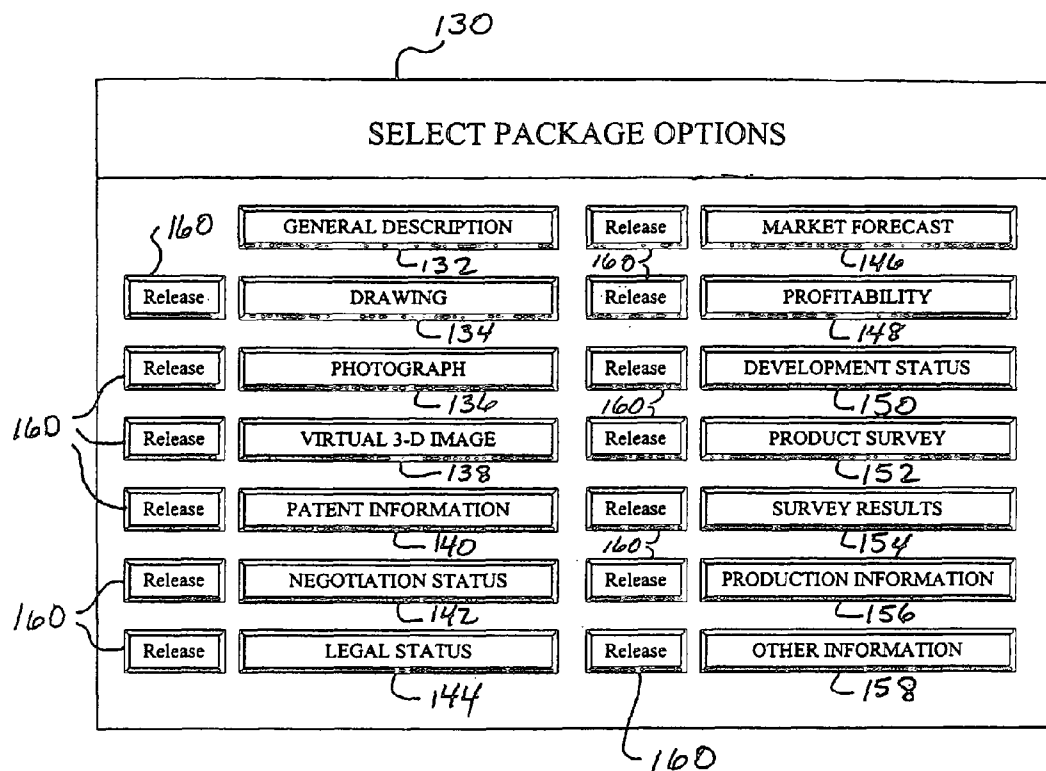 130
SELECT PACKAGE OPTIONS
160 GENERAL DESCRIPTION Release MARKET FORECAST
132 160 146
Release DRAWING Release PROFITABILITY
134 148
Release PHOTOGRAPH Release DEVELOPMENT STATUS
136 160 150
160 Release VIRTUAL 3-D IMAGE Release PRODUCT SURVEY
138 152
Release PATENT INFORMATION Release SURVEY RESULTS
140 160 154
Release NEGOTIATION STATUS Release PRODUCTION INFORMATION
160 142 156
Release LEGAL STATUS Release OTHER INFORMATION
144 158
160